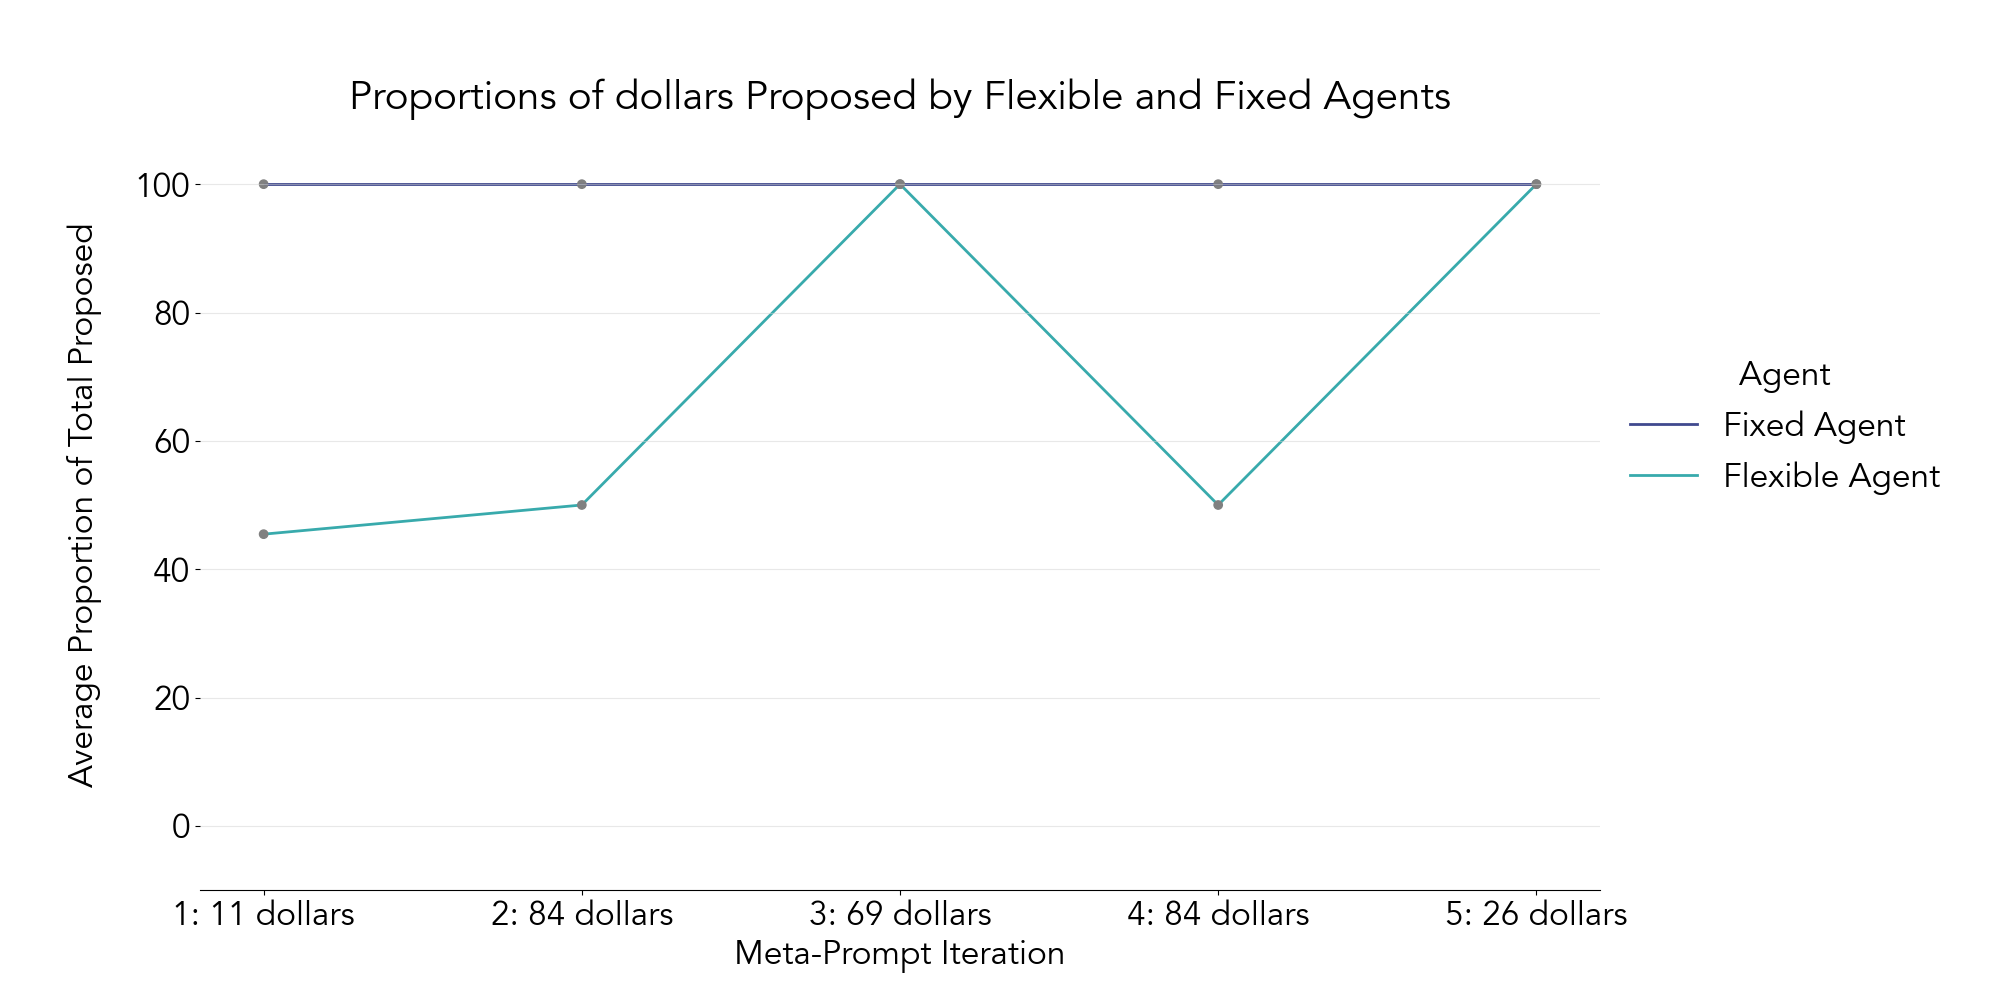 Proportions of dollars Proposed by Flexible and Fixed Agents
Average Proportion of Total Proposed
100
80
60
40
20
0
1: 11 dollars
2: 84 dollars
3: 69 dollars
4: 84 dollars
5: 26 dollars
Meta-Prompt Iteration
Agent
Fixed Agent
Flexible Agent